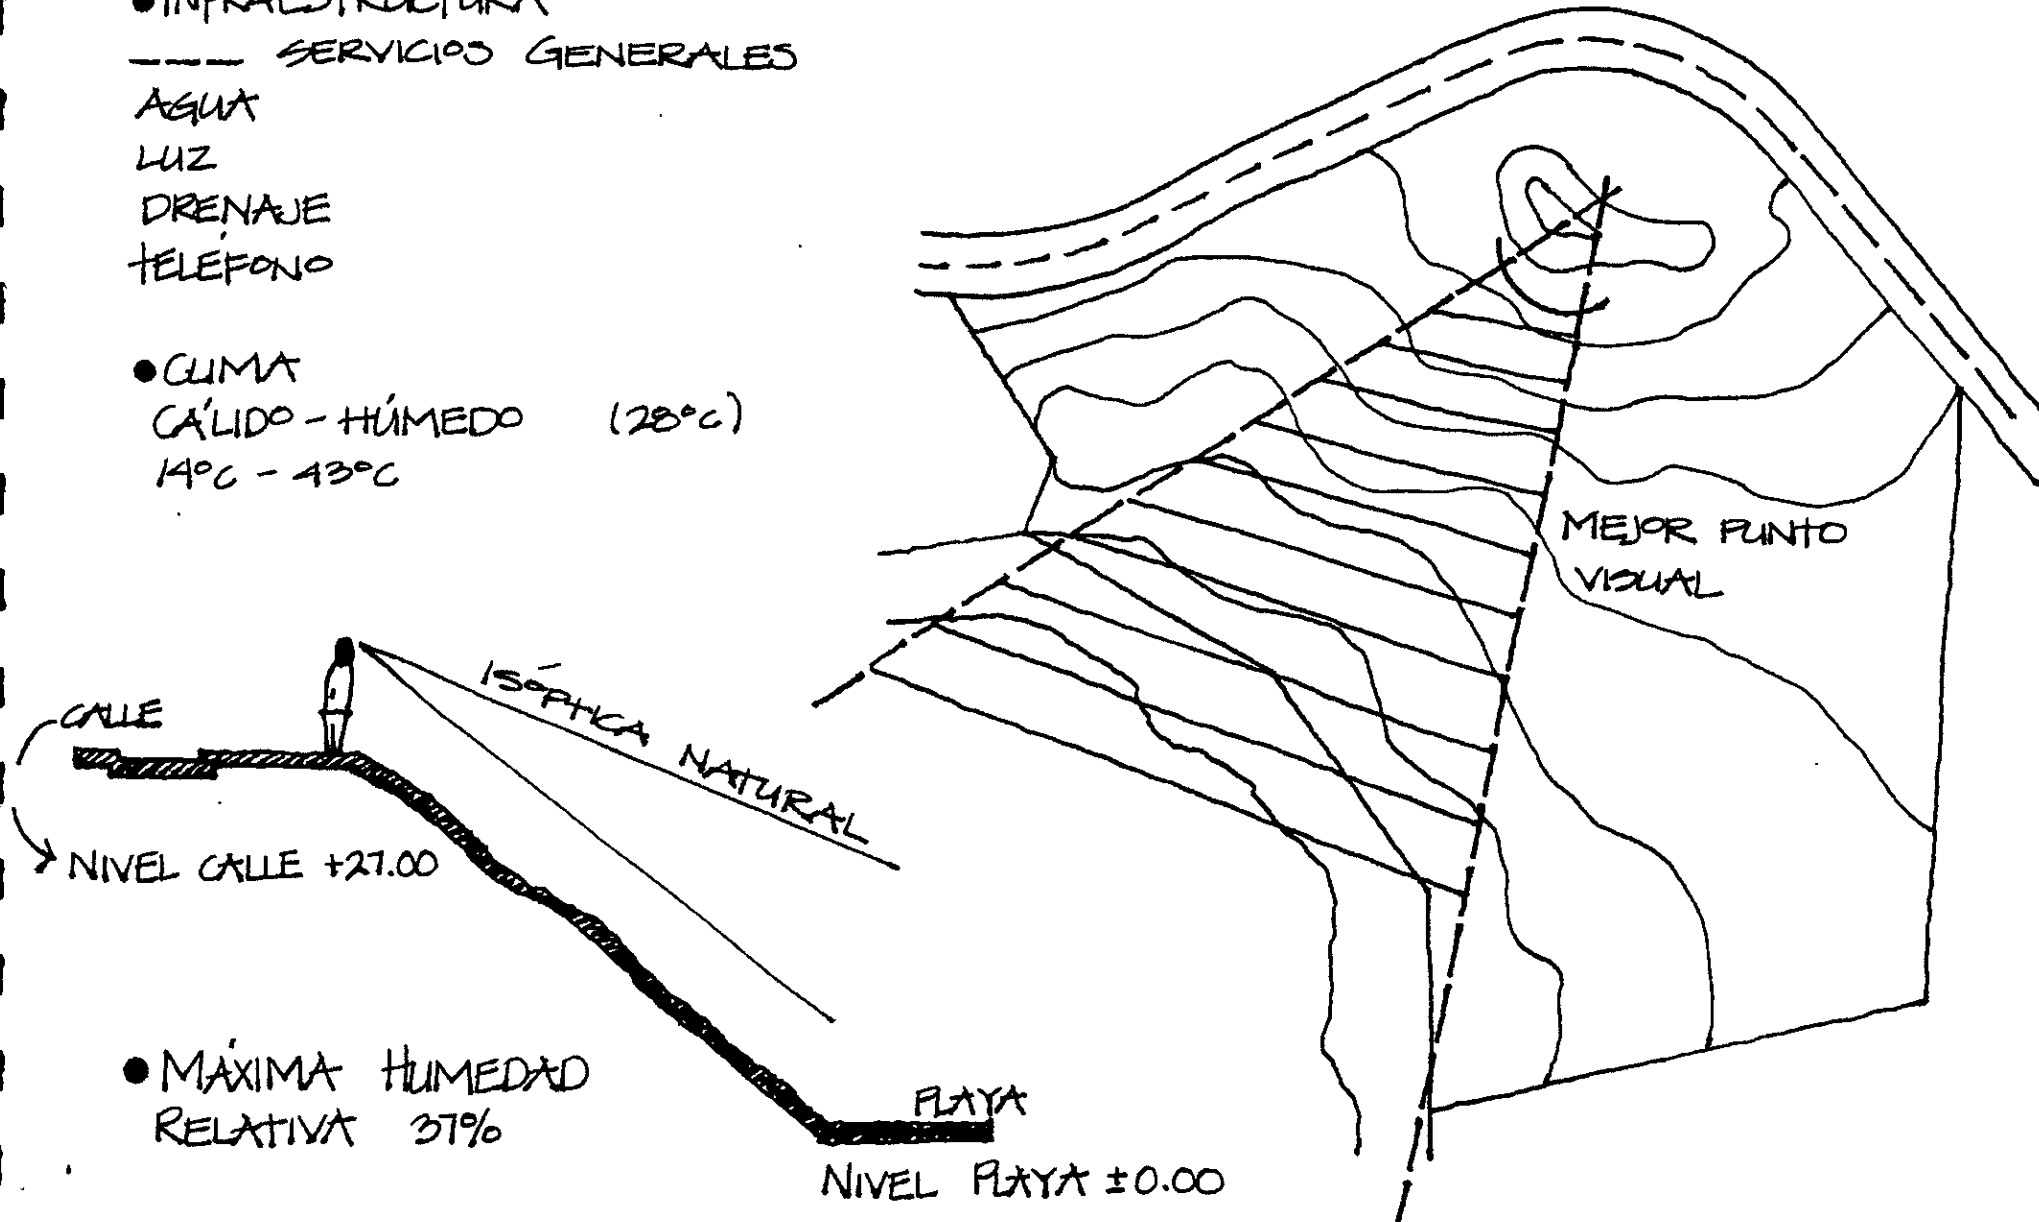 ●INFRAESTRUCTURA
---- SERVICIOS GENERALES
AGUA
LUZ
DRENAJE
TELÉFONO
●CLIMA
CÁLIDO - HÚMEDO (28°C)
14°C - 43°C
MEJOR PUNTO
VISUAL
ISÓPTICA NATURAL
CALLE
NIVEL CALLE +27.00
●MÁXIMA HUMEDAD
RELATIVA 37%
PLAYA
NIVEL PLAYA ±0.00